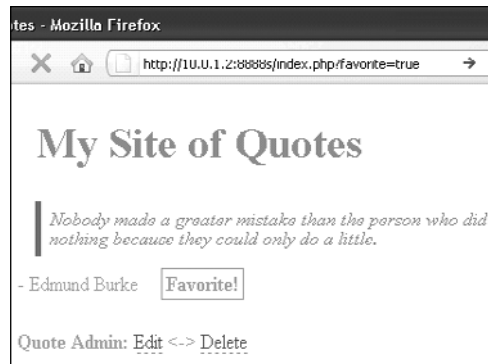 tes - Mozilla Firefox
http://10.0.1.2:8888s/index.php?favorite=true
My Site of Quotes
Nobody made a greater mistake than the person who did
nothing because they could only do a little.
- Edmund Burke Favorite!
Quote Admin: Edit <-> Delete